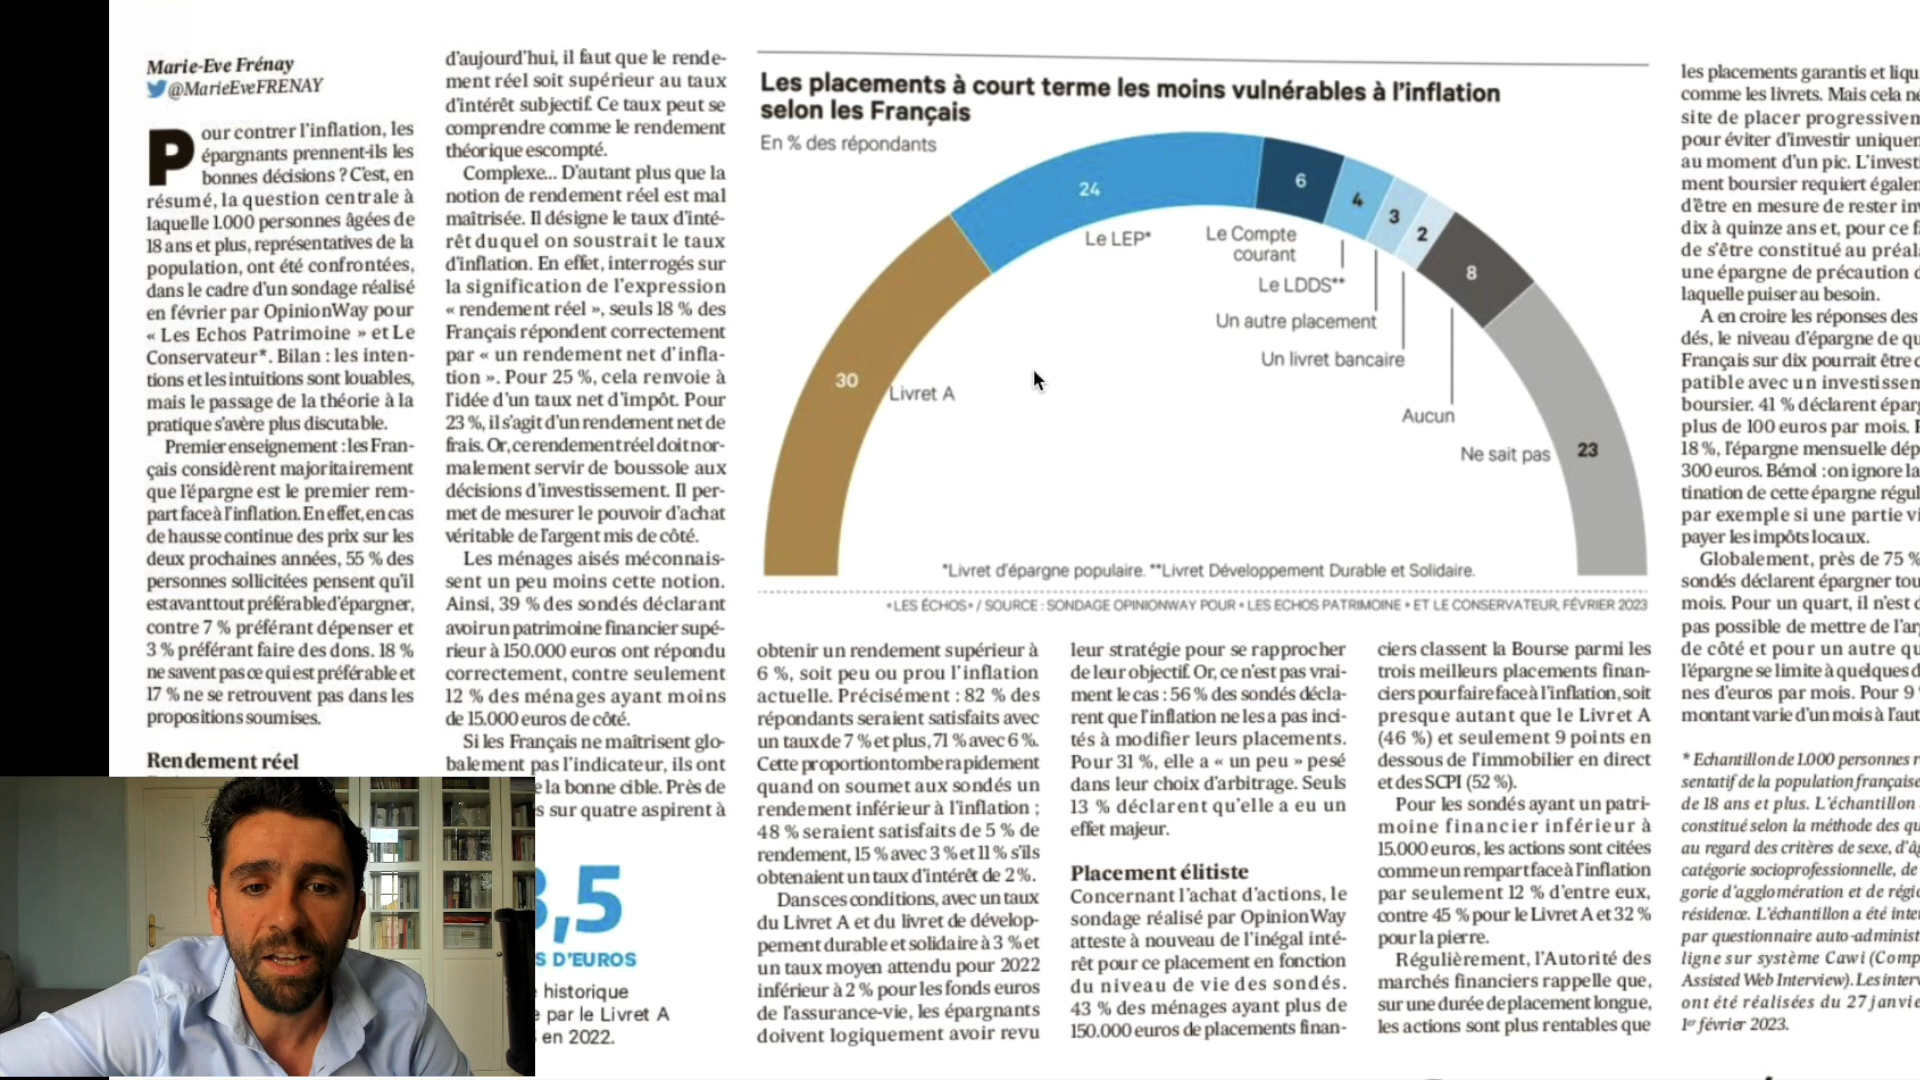 Marie-Eve Frénay
@MarieEveFRENAY
Pour contrer l'inflation, les
épargnants prennent-ils les
bonnes décisions ? C'est, en
résumé, la question centrale à
laquelle 1.000 personnes âgées de
18 ans et plus, représentatives de la
population, ont été confrontées,
dans le cadre d'un sondage réalisé
en février par OpinionWay pour
« Les Echos Patrimoine » et Le
Conservateur*. Bilan : les inten-
tions et les intuitions sont louables,
mais le passage de la théorie à la
pratique s'avère plus discutable.
Premier enseignement : les Fran-
çais considèrent majoritairement
que l'épargne est le premier rem-
part face à l'inflation. En effet, en cas
de hausse continue des prix sur les
deux prochaines années, 55 % des
personnes sollicitées pensent qu'il
est avant tout préférable d'épargner,
contre 7 % préférant dépenser et
3 % préférant faire des dons. 18 %
ne savent pas ce qui est préférable et
17 % ne se retrouvent pas dans les
propositions soumises.
Rendement réel
d'aujourd'hui, il faut que le rende-
ment réel soit supérieur au taux
d'intérêt subjectif. Ce taux peut se
comprendre comme le rendement
théorique escompté.
Complexe... D'autant plus que la
notion de rendement réel est mal
maîtrisée. Il désigne le taux d'inté-
rêt duquel on soustrait le taux
d'inflation. En effet, interrogés sur
la signification de l'expression
« rendement réel », seuls 18 % des
Français répondent correctement
par « un rendement net d'infla-
tion ». Pour 25 %, cela renvoie à
l'idée d'un taux net d'impôt. Pour
23 %, il s'agit d'un rendement net de
frais. Or, ce rendement réel doit nor-
malement servir de boussole aux
décisions d'investissement. Il per-
met de mesurer le pouvoir d'achat
véritable de l'argent mis de côté.
Les ménages aisés méconnais-
sent un peu moins cette notion.
Ainsi, 39 % des sondés déclarant
avoir un patrimoine financier supé-
rieur à 150.000 euros ont répondu
correctement, contre seulement
12 % des ménages ayant moins
de 15.000 euros de côté.
Si les Français ne maîtrisent glo-
balement pas l'indicateur, ils ont
la bonne cible. Près de
sur quatre aspirent à
,5
D'EUROS
historique
par le Livret A
en 2022.
Les placements à court terme les moins vulnérables à l'inflation
selon les Français
En % des répondants
30
Livret A
24
Le LEP*
6
Le Compte
courant
4
Le LDDS**
3
Un autre placement
2
Un livret bancaire
8
Aucun
Ne sait pas
23
*Livret d'épargne populaire. **Livret Développement Durable et Solidaire.
« LES ÉCHOS » / SOURCE : SONDAGE OPINIONWAY POUR « LES ECHOS PATRIMOINE » ET LE CONSERVATEUR, FÉVRIER 2023
obtenir un rendement supérieur à
6 %, soit peu ou prou l'inflation
actuelle. Précisément : 82 % des
répondants seraient satisfaits avec
un taux de 7 % et plus, 71 % avec 6 %.
Cette proportion tombe rapidement
quand on soumet aux sondés un
rendement inférieur à l'inflation ;
48 % seraient satisfaits de 5 % de
rendement, 15 % avec 3 % et 11 % s'ils
obtenaient un taux d'intérêt de 2 %.
Dans ces conditions, avec un taux
du Livret A et du livret de dévelop-
pement durable et solidaire à 3 % et
un taux moyen attendu pour 2022
inférieur à 2 % pour les fonds euros
de l'assurance-vie, les épargnants
doivent logiquement avoir revu
leur stratégie pour se rapprocher
de leur objectif. Or, ce n'est pas vrai-
ment le cas : 56 % des sondés décla-
rent que l'inflation ne les a pas inci-
tés à modifier leurs placements.
Pour 31 %, elle a « un peu » pesé
dans leur choix d'arbitrage. Seuls
13 % déclarent qu'elle a eu un
effet majeur.
Placement élitiste
Concernant l'achat d'actions, le
sondage réalisé par OpinionWay
atteste à nouveau de l'inégal inté-
rêt pour ce placement en fonction
du niveau de vie des sondés.
43 % des ménages ayant plus de
150.000 euros de placements finan-
ciers classent la Bourse parmi les
trois meilleurs placements finan-
ciers pour faire face à l'inflation, soit
presque autant que le Livret A
(46 %) et seulement 9 points en
dessous de l'immobilier en direct
et des SCPI (52 %).
Pour les sondés ayant un patri-
moine financier inférieur à
15.000 euros, les actions sont citées
comme un rempart face à l'inflation
par seulement 12 % d'entre eux,
contre 45 % pour le Livret A et 32 %
pour la pierre.
Régulièrement, l'Autorité des
marchés financiers rappelle que,
sur une durée de placement longue,
les actions sont plus rentables que
les placements garantis et
comme les livrets. Mais cela
site de placer
pour éviter d'investir
au moment d'un pic.
ment boursier requiert
d'être en mesure de rester
dix à quinze ans et, pour ce
de s'être constitué au
une épargne de précaution
laquelle puiser au besoin.
A en croire les réponses des
dés, le niveau d'épargne de
Français sur dix pourrait être
patible avec un
boursier. 41 % déclarent
plus de 100 euros par mois.
18 %, l'épargne mensuelle
300 euros. Bémol : on ignore la
tination de cette épargne
par exemple si une partie
payer les impôts locaux.
Globalement, près de 75 %
sondés déclarent épargner
mois. Pour un quart, il n'est
pas possible de mettre de
de côté et pour un autre
l'épargne se limite à quelques
nes d'euros par mois. Pour 9
montant varie d'un mois à
* Echantillon de 1.000 personnes
sentatif de la population française
de 18 ans et plus. L'échantillon
constitué selon la méthode des
au regard des critères de sexe,
catégorie socioprofessionnelle, de
gorie d'agglomération et de
résidence. L'échantillon a été
par questionnaire
ligne sur système Cawi
Assisted Web Interview). Les
ont été réalisées du 27
1er février 2023.